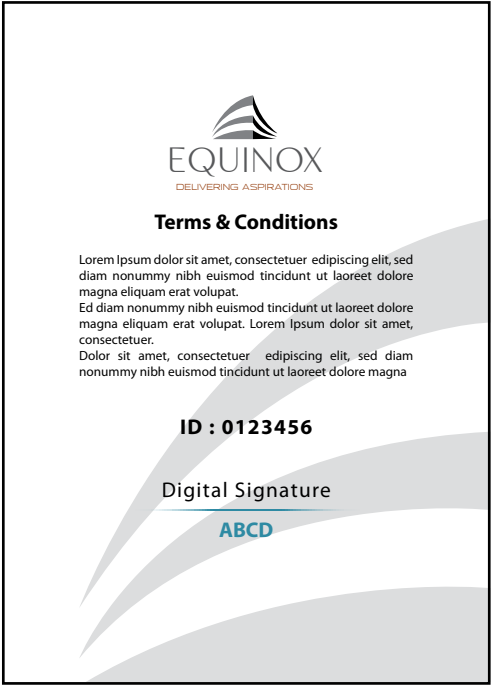 EQUINOX
DELIVERING ASPIRATIONS
Terms & Conditions
Lorem Ipsum dolor sit amet, consectetuer edipiscing elit, sed
diam nonummy nibh euismod tincidunt ut laoreet dolore
magna eliquam erat volupat.
Ed diam nonummy nibh euismod tincidunt ut laoreet dolore
magna eliquam erat volupat. Lorem Ipsum dolor sit amet,
consectetuer.
Dolor sit amet, consectetuer edipiscing elit, sed diam
nonummy nibh euismod tincidunt ut laoreet dolore magna
ID : 0123456
Digital Signature
ABCD